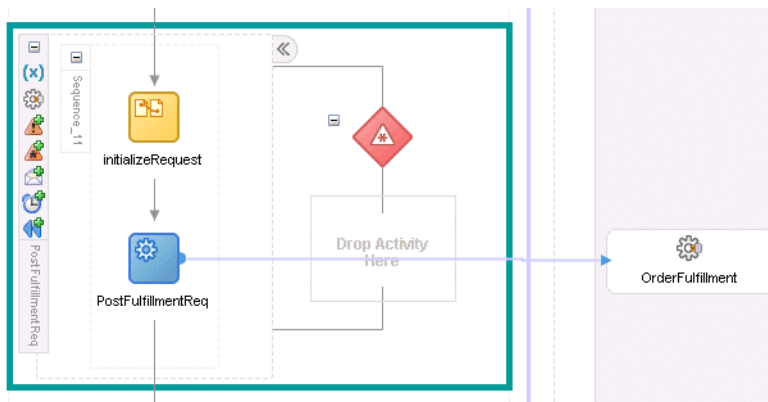 (x)
Sequence_11
initializeRequest
Drop Activity
Here
PostFulfillmentReq
PostFulfillmentReq
OrderFulfillment